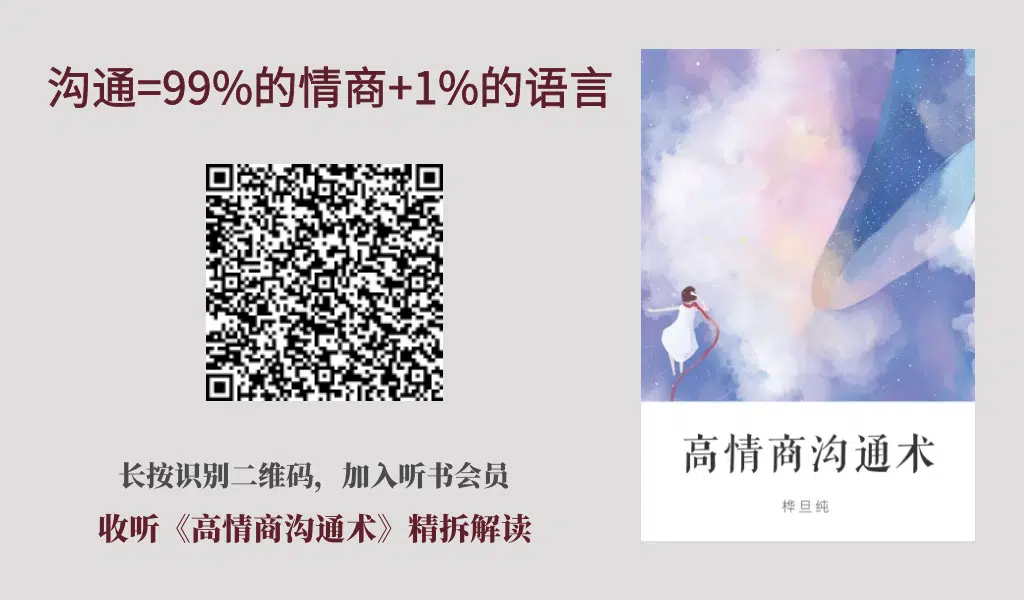 沟通=99%的情商+1%的语言
长按识别二维码，加入听书会员
收听《高情商沟通术》精拆解读
高情商沟通术
桦旦纯